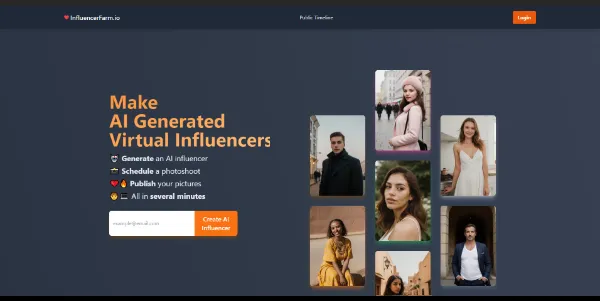 InfluencerFarm.io
Public Timeline
Login
Make
AI Generated
Virtual Influencers
Generate an AI influencer
Schedule a photoshoot
Publish your pictures
All in several minutes
example@email.com
Create AI
Influencer